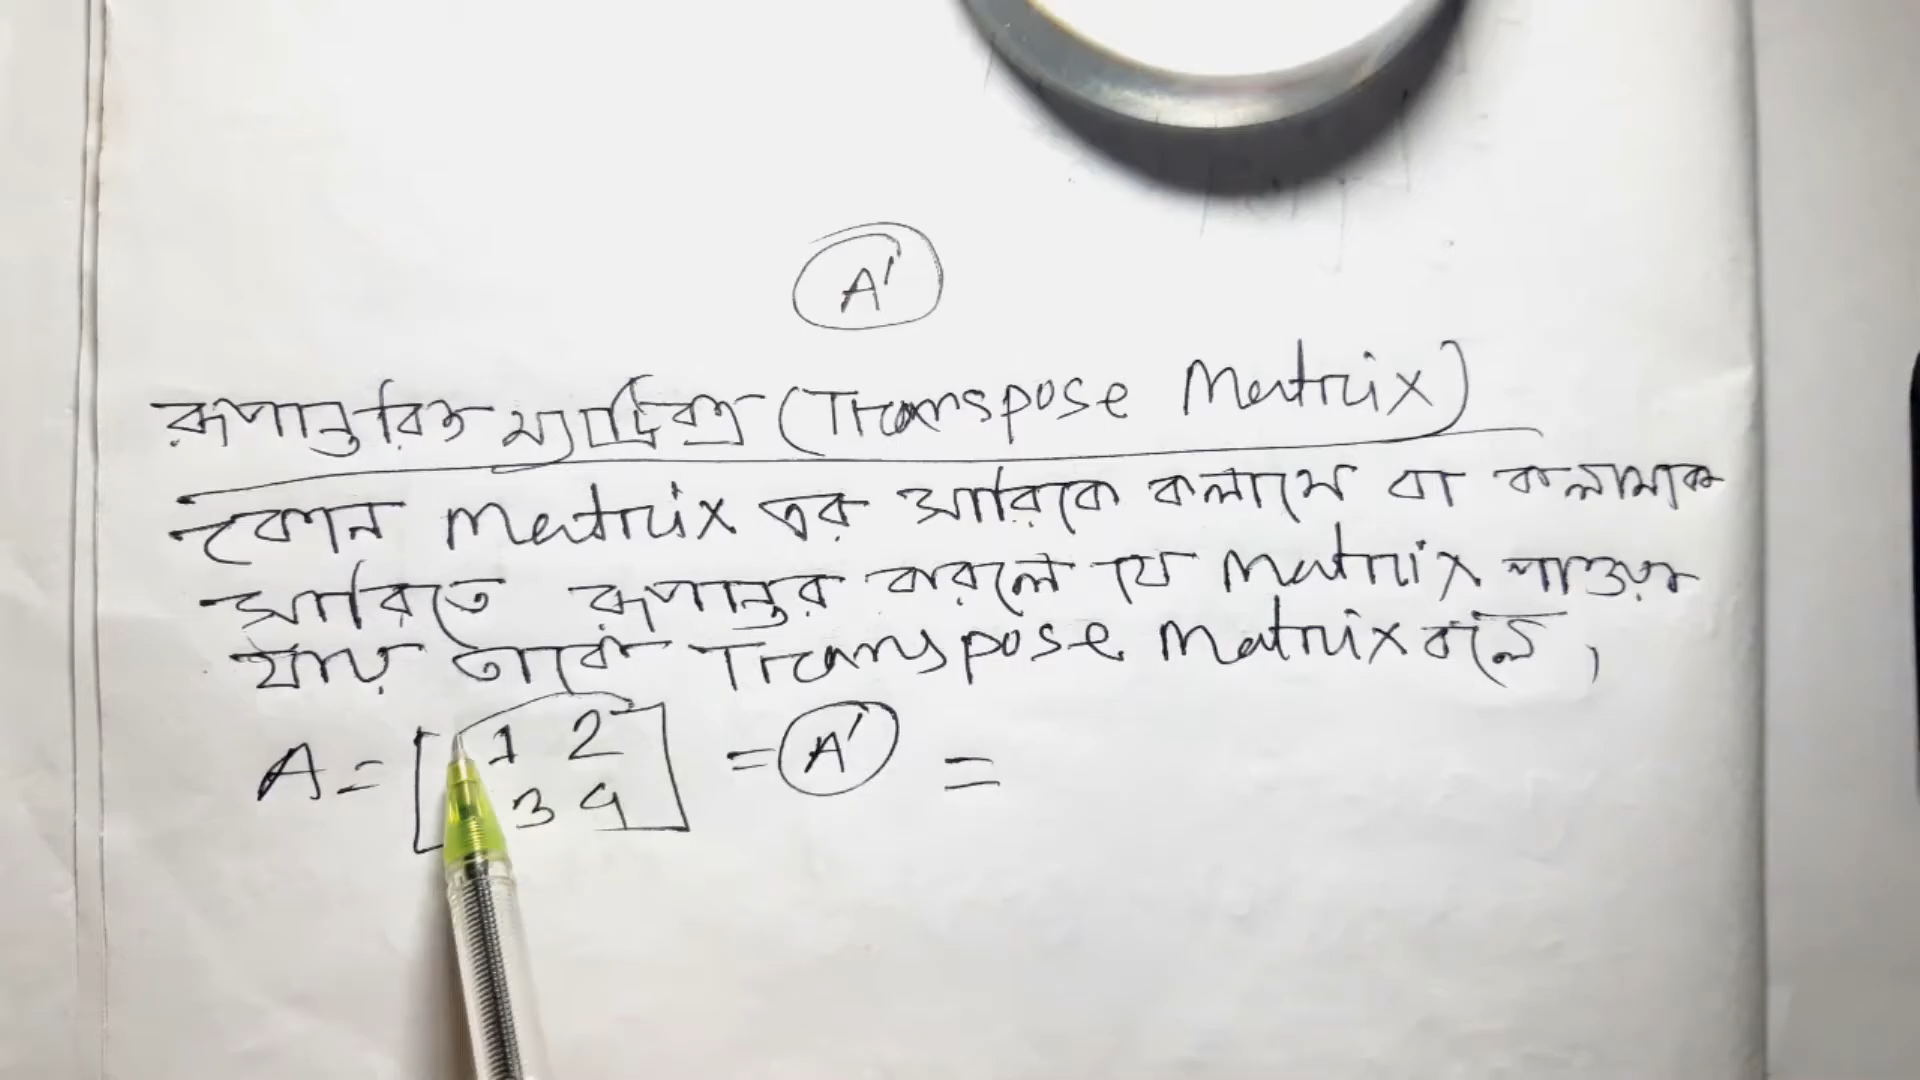 A'
রূপান্তরিত ম্যাট্রিক্স (Transpose Matrix)
কোন Matrix এর সারিকে কলামে বা কলামকে
সারিতে রূপান্তর করলে যে Matrix পাওয়া
যায় তাকে Transpose Matrix বলে,
A = [ 1 2 = A' =
3 4 ]